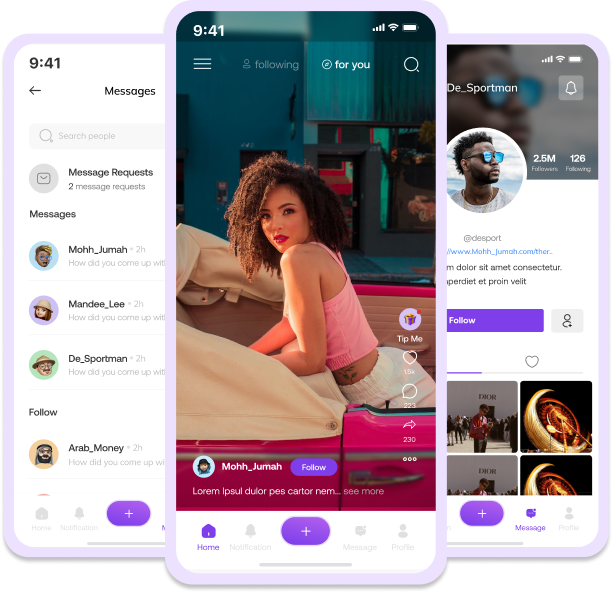 9:41
Messages
Search people
Message Requests
2 message requests
Messages
Mohh_Jumah • 2h
How did you come up wit
Mandee_Lee • 2h
How did you come up wit
De_Sportman • 2h
How did you come up wit
Follow
Arab_Money • 2h
How did you come up wit
Home
Notification
+
9:41
following
for you
Tip Me
15k
223
230
Mohh_Jumah
Follow
Lorem Ipsul dulor pes cartor nem... see more
Home
Notification
+
Message
Profile
De_Sportman
2.5M
126
Followers
Following
@desport
//www.Mohh_Jumah.com/ther..
m dolor sit amet consectetur.
perdiet et proin velit
Follow
DIOR
DIOR
+
Message
Profile